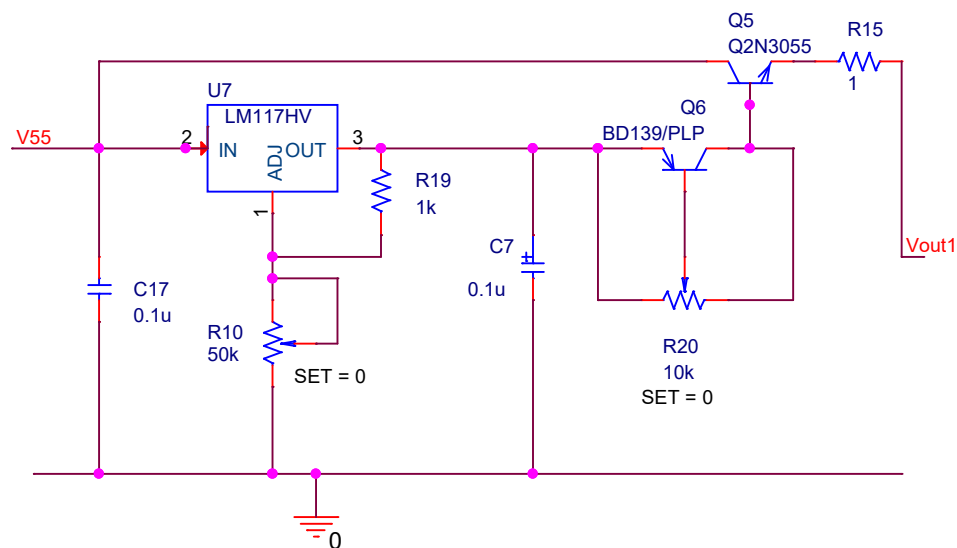 Q5
Q2N3055
R15
1
U7
LM117HV
V55
2
IN
ADJ
OUT
3
1
Q6
BD139/PLP
R19
1k
C7
0.1u
Vout1
C17
0.1u
R10
50k
SET = 0
R20
10k
SET = 0
0